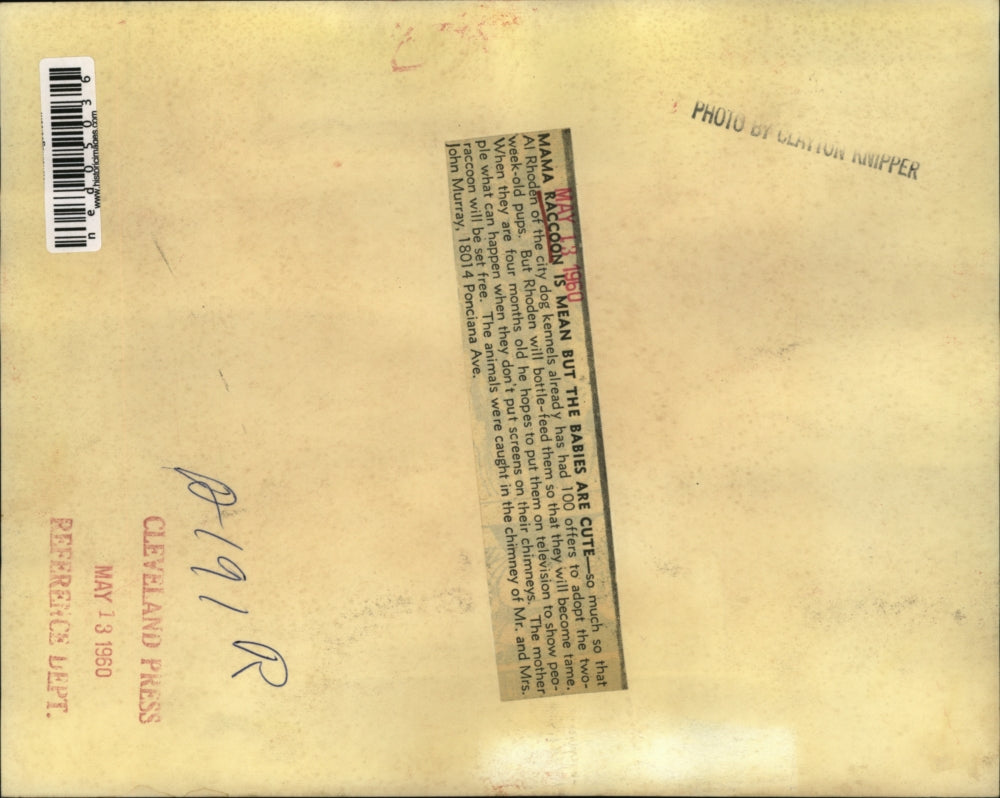 PHOTO BY CLAYTON KNIPPER
MAY 13 1960
MAMA RACCOON IS MEAN BUT THE BABIES ARE CUTE—so much so that
Al Rhoden of the city dog kennels already has had 100 offers to adopt the two-
week-old pups. But Rhoden will bottle-feed them so that they will become tame.
When they are four months old he hopes to put them on television to show peo-
ple what can happen when they don't put screens on their chimneys. The mother
raccoon will be set free. The animals were caught in the chimney of Mr. and Mrs.
John Murray, 18014 Ponciana Ave.
A191R
CLEVELAND PRESS
MAY 13 1960
REFERENCE DEPT.
www.historicimages.com